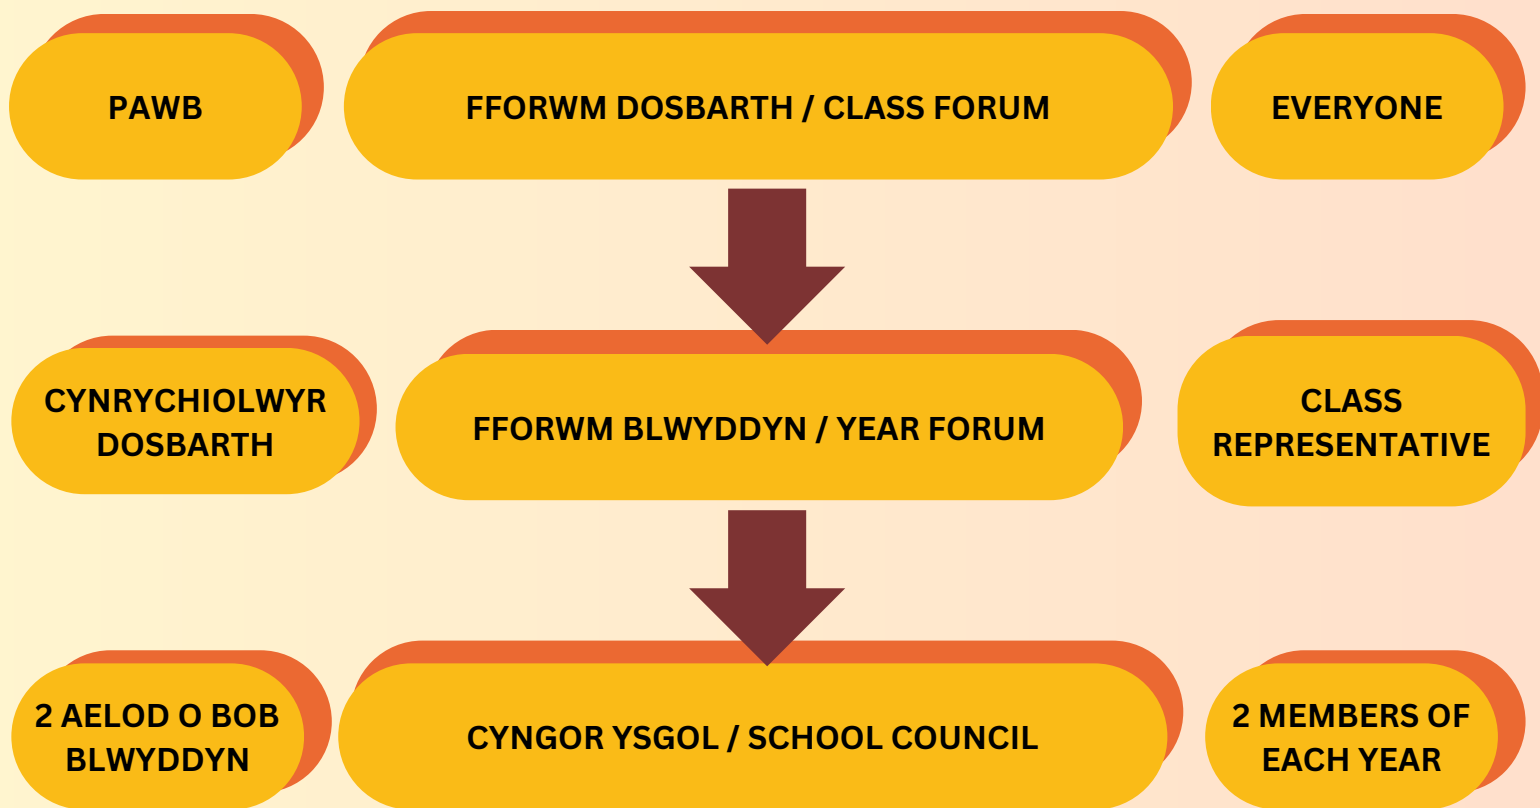 PAWB
FFORWM DOSBARTH / CLASS FORUM
EVERYONE
CYNRYCHIOLWYR
DOSBARTH
FFORWM BLWYDDYN / YEAR FORUM
CLASS
REPRESENTATIVE
2 AELOD O BOB
BLWYDDYN
CYNGOR YSGOL / SCHOOL COUNCIL
2 MEMBERS OF
EACH YEAR